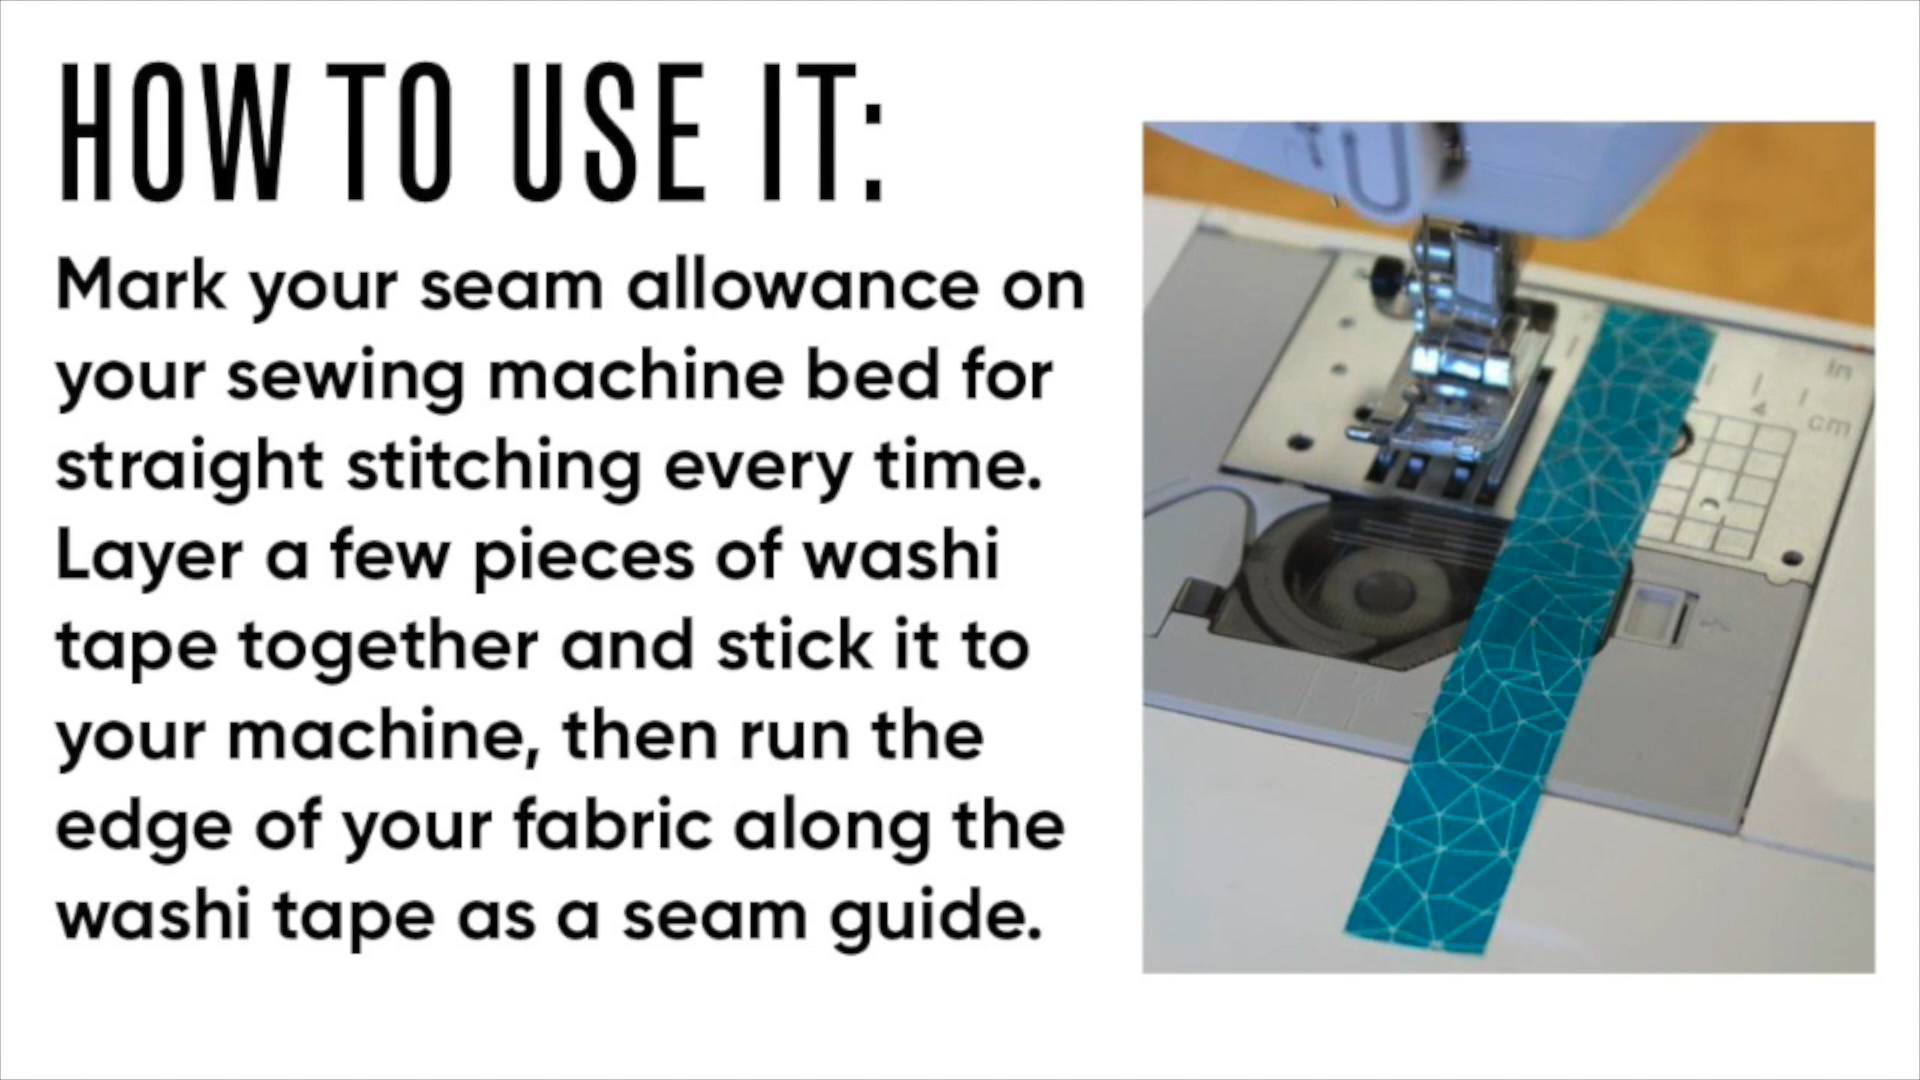 HOW TO USE IT:
Mark your seam allowance on
your sewing machine bed for
straight stitching every time.
Layer a few pieces of washi
tape together and stick it to
your machine, then run the
edge of your fabric along the
washi tape as a seam guide.
in
4
cm